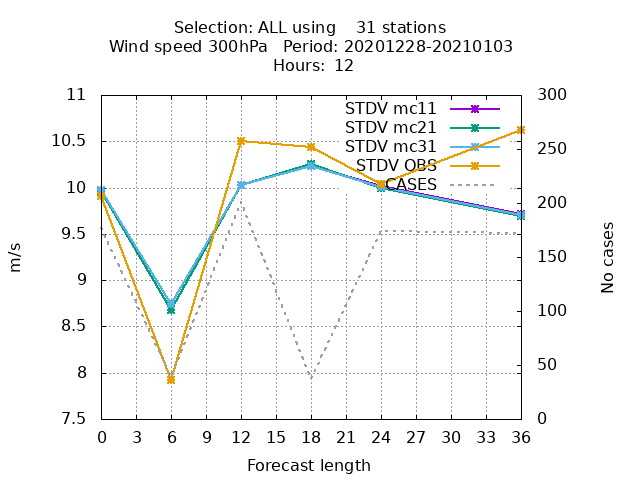 Selection: ALL using    31 stations
Wind speed 300hPa   Period: 20201228-20210103
Hours: 12
STDV mc11
STDV mc21
STDV mc31
STDV OBS
CASES
11
10.5
10
9.5
9
8.5
8
7.5
m/s
300
250
200
150
100
50
0
No cases
0 3 6 9 12 15 18 21 24 27 30 33 36
Forecast length